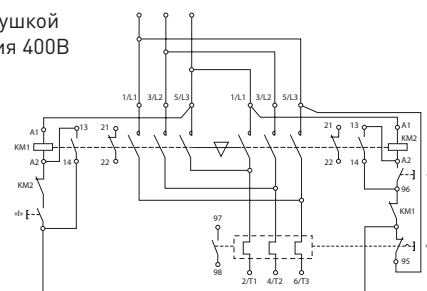 ушкой
ия 400В
1/L1 3/L2 5/L3 1/L1 3/L2 5/L3
A1 13 21 21 13 A1
KM1 KM2
A2 14 22 22 14 A2
KM2 96
«I» KM1
97
98 95
2/T1 4/T2 6/T3